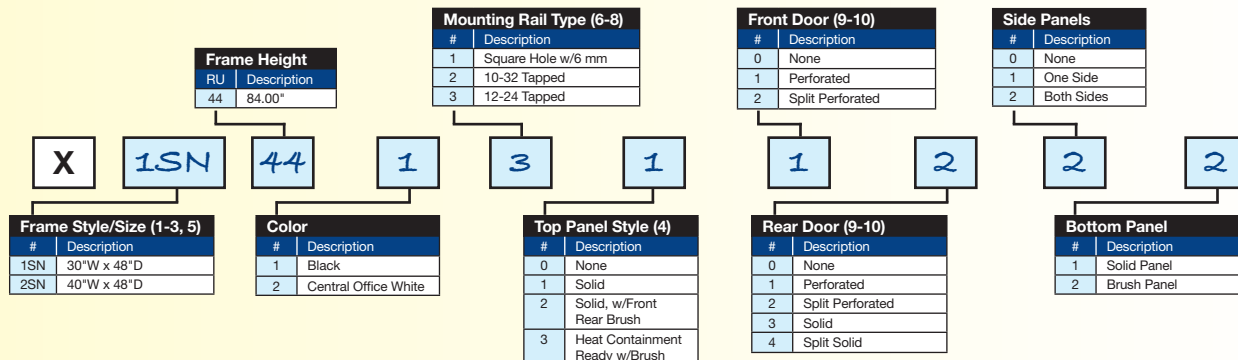 Mounting Rail Type (6-8)
# Description
1 Square Hole w/6 mm
2 10-32 Tapped
3 12-24 Tapped
Front Door (9-10)
# Description
0 None
1 Perforated
2 Split Perforated
Side Panels
# Description
0 None
1 One Side
2 Both Sides
Frame Height
RU Description
44 84.00"
X 1SN 44 1 3 1 1 2 2 2
Frame Style/Size (1-3, 5)
# Description
1SN 30"W x 48"D
2SN 40"W x 48"D
Color
# Description
1 Black
2 Central Office White
Top Panel Style (4)
# Description
0 None
1 Solid
2 Solid, w/Front
Rear Brush
3 Heat Containment
Ready w/Brush
Rear Door (9-10)
# Description
0 None
1 Perforated
2 Split Perforated
3 Solid
4 Split Solid
Bottom Panel
# Description
1 Solid Panel
2 Brush Panel